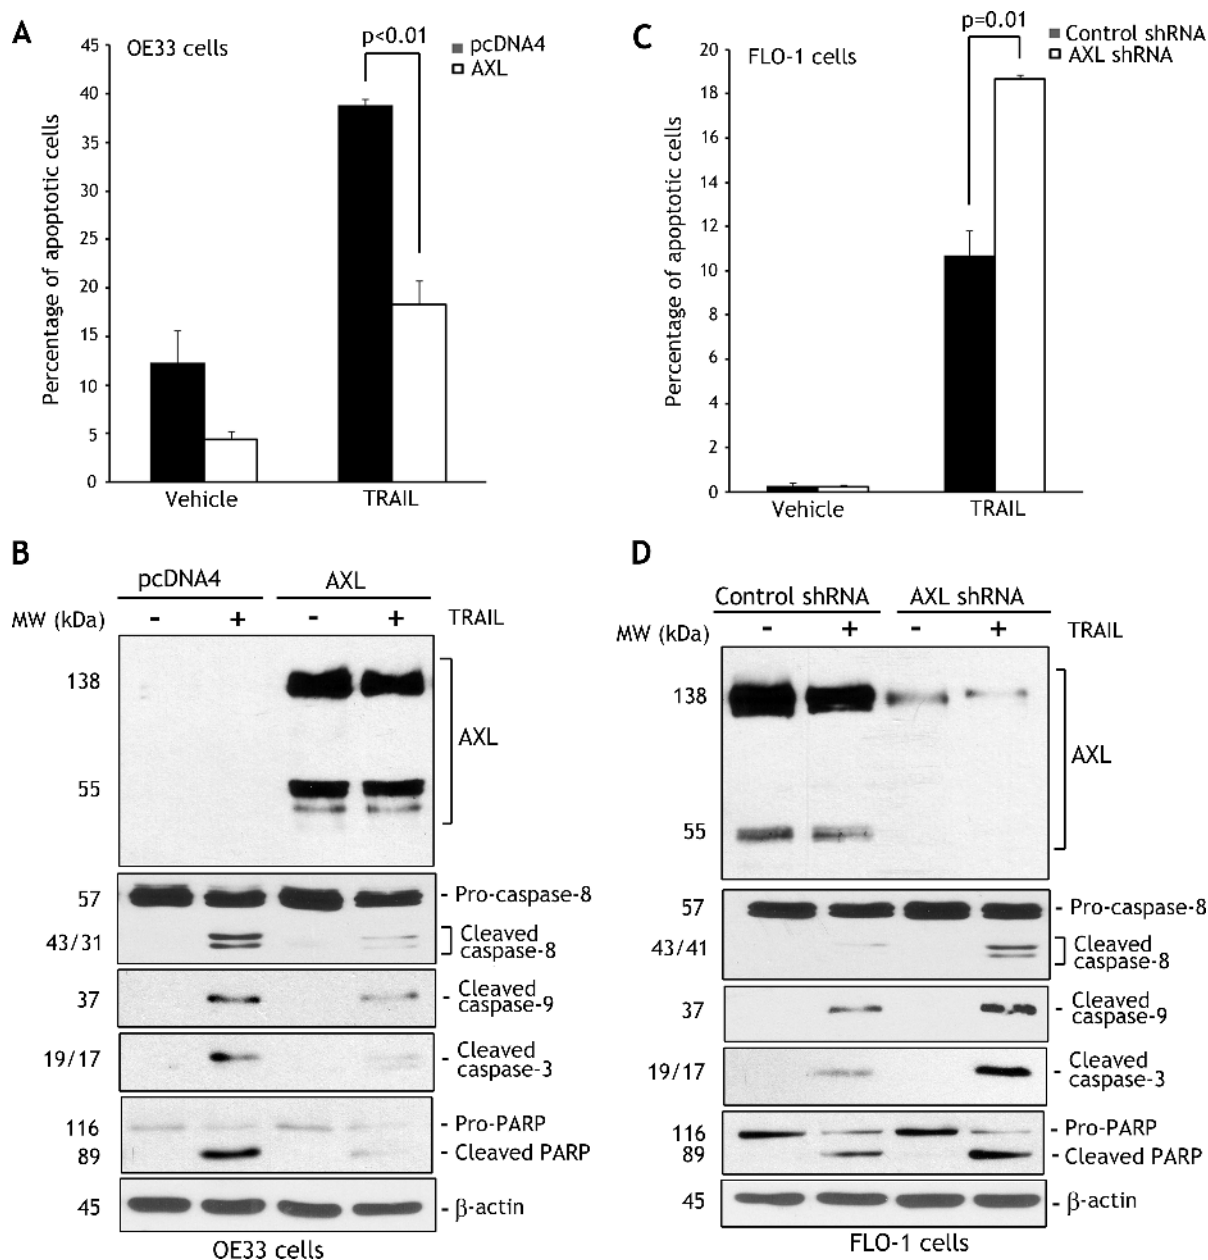 A
OE33 cells
pcDNA4
AXL
p<0.01
Percentage of apoptotic cells
45
40
35
30
25
20
15
10
5
0
Vehicle
TRAIL
C
FLO-1 cells
Control shRNA
AXL shRNA
p=0.01
Percentage of apoptotic cells
20
18
16
14
12
10
8
6
4
2
0
Vehicle
TRAIL
B
pcDNA4
AXL
MW (kDa)
- + - +
TRAIL
138
55
AXL
57
- Pro-caspase-8
43/31
Cleaved
caspase-8
37
- Cleaved
caspase-9
19/17
- Cleaved
caspase-3
116
- Pro-PARP
89
- Cleaved PARP
45
- β-actin
OE33 cells
D
Control shRNA
AXL shRNA
MW (kDa)
- + - +
TRAIL
138
55
AXL
57
- Pro-caspase-8
43/41
Cleaved
caspase-8
37
- Cleaved
caspase-9
19/17
- Cleaved
caspase-3
116
- Pro-PARP
89
- Cleaved PARP
45
- β-actin
FLO-1 cells